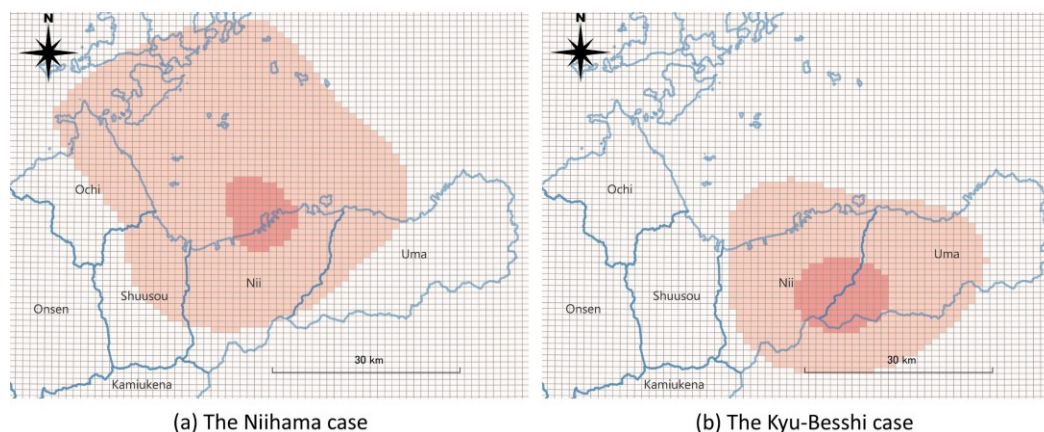 N
Ochi
Uma
Nii
Shuusou
Onsen
30 km
Kamiukena
(a) The Niihama case
N
Ochi
Uma
Nii
Shuusou
Onsen
30 km
Kamiukena
(b) The Kyu-Besshi case